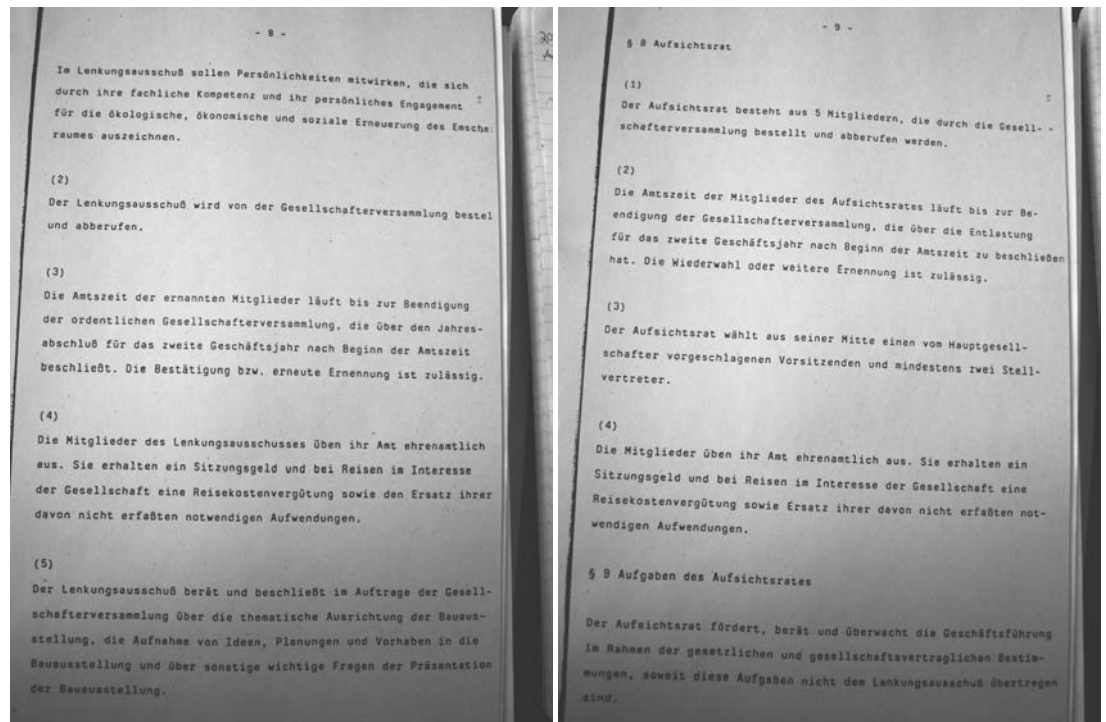 - 8 -
Im Lenkungsausschuß sollen Persönlichkeiten mitwirken, die sich
durch ihre fachliche Kompetenz und ihr persönliches Engagement
für die ökologische, ökonomische und soziale Erneuerung des Emsche
raumes auszeichnen.
(2)
Der Lenkungsausschuß wird von der Gesellschafterversammlung bestel
und abberufen.
(3)
Die Amtszeit der ernannten Mitglieder läuft bis zur Beendigung
der ordentlichen Gesellschafterversammlung, die über den Jahres-
abschluß für das zweite Geschäftsjahr nach Beginn der Amtszeit
beschließt. Die Bestätigung bzw. erneute Ernennung ist zulässig.
(4)
Die Mitglieder des Lenkungsausschusses üben ihr Amt ehrenamtlich
aus. Sie erhalten ein Sitzungsgeld und bei Reisen im Interesse
der Gesellschaft eine Reisekostenvergütung sowie den Ersatz ihrer
davon nicht erfaßten notwendigen Aufwendungen.
(5)
Der Lenkungsausschuß berät und beschließt im Auftrage der Gesell-
schafterversammlung über die thematische Ausrichtung der Bauaus-
stellung, die Aufnahme von Ideen, Planungen und Vorhaben in die
Bauausstellung und über sonstige wichtige Fragen der Präsentation
der Bauausstellung.
- 9 -
§ 8 Aufsichtsrat
(1)
Der Aufsichtsrat besteht aus 5 Mitgliedern, die durch die Gesell-
schafterversammlung bestellt und abberufen werden.
(2)
Die Amtszeit der Mitglieder des Aufsichtsrates läuft bis zur Be-
endigung der Gesellschafterversammlung, die über die Entlastung
für das zweite Geschäftsjahr nach Beginn der Amtszeit zu beschließen
hat. Die Wiederwahl oder weitere Ernennung ist zulässig.
(3)
Der Aufsichtsrat wählt aus seiner Mitte einen vom Hauptgesell-
schafter vorgeschlagenen Vorsitzenden und mindestens zwei Stell-
vertreter.
(4)
Die Mitglieder üben ihr Amt ehrenamtlich aus. Sie erhalten ein
Sitzungsgeld und bei Reisen im Interesse der Gesellschaft eine
Reisekostenvergütung sowie Ersatz ihrer davon nicht erfaßten not-
wendigen Aufwendungen.
§ 9 Aufgaben des Aufsichtsrates
Der Aufsichtsrat fördert, berät und überwacht die Geschäftsführung
im Rahmen der gesetzlichen und gesellschaftsvertraglichen Bestim-
mungen, soweit diese Aufgaben nicht dem Lenkungsausschuß übertragen
sind.